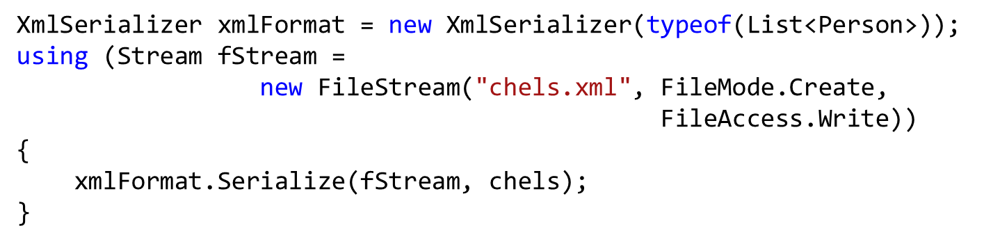 XmlSerializer xmlFormat = new XmlSerializer(typeof(List<Person>));
using (Stream fStream =
                 new FileStream("chels.xml", FileMode.Create,
                                             FileAccess.Write))
{
    xmlFormat.Serialize(fStream, chels);
}